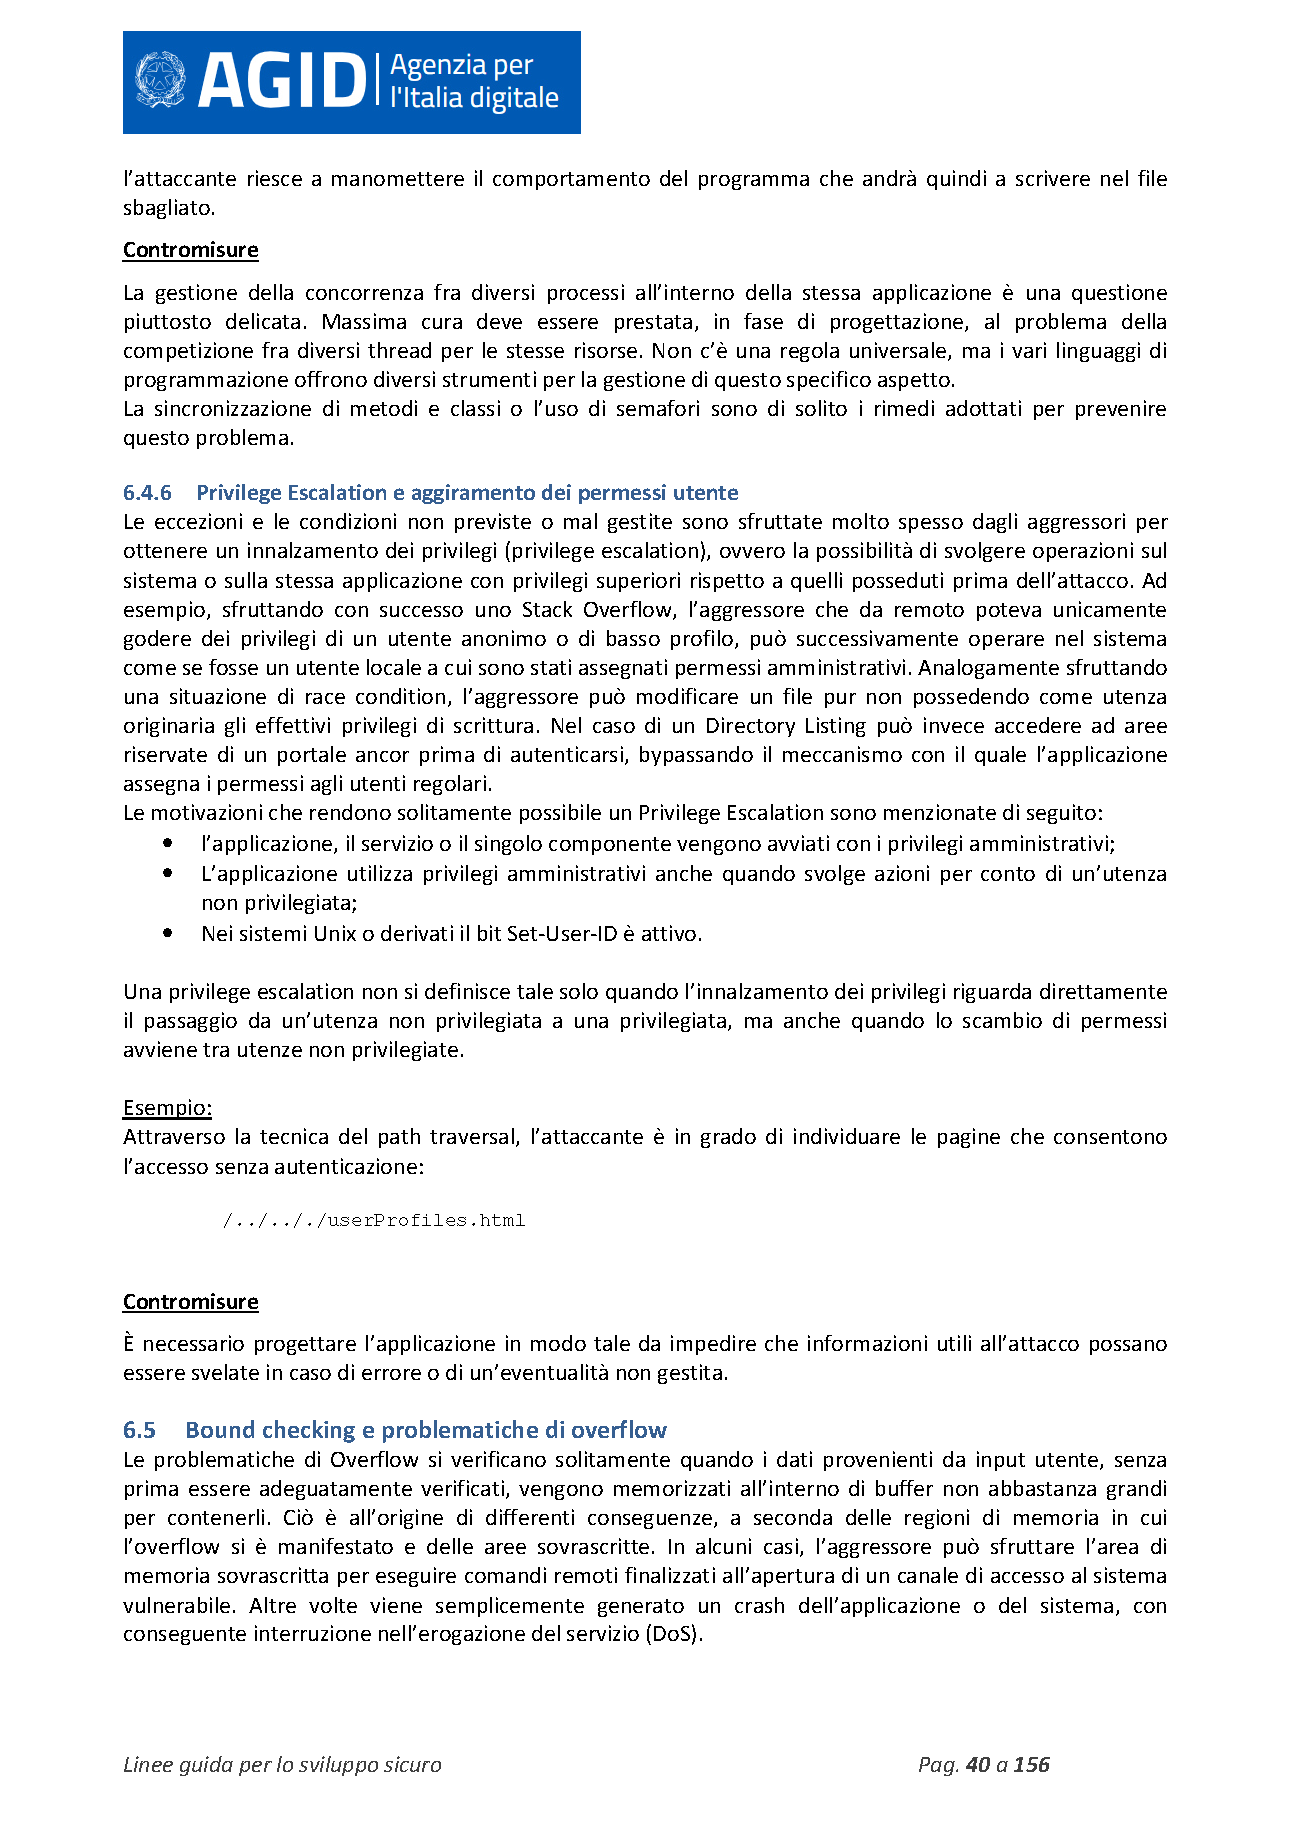 AGID
Agenzia per
l'Italia digitale
l’attaccante riesce a manomettere il comportamento del programma che andrà quindi a scrivere nel file
sbagliato.
Contromisure
La gestione della concorrenza fra diversi processi all’interno della stessa applicazione è una questione
piuttosto delicata. Massima cura deve essere prestata, in fase di progettazione, al problema della
competizione fra diversi thread per le stesse risorse. Non c’è una regola universale, ma i vari linguaggi di
programmazione offrono diversi strumenti per la gestione di questo specifico aspetto.
La sincronizzazione di metodi e classi o l’uso di semafori sono di solito i rimedi adottati per prevenire
questo problema.
6.4.6 Privilege Escalation e aggiramento dei permessi utente
Le eccezioni e le condizioni non previste o mal gestite sono sfruttate molto spesso dagli aggressori per
ottenere un innalzamento dei privilegi (privilege escalation), ovvero la possibilità di svolgere operazioni sul
sistema o sulla stessa applicazione con privilegi superiori rispetto a quelli posseduti prima dell’attacco. Ad
esempio, sfruttando con successo uno Stack Overflow, l’aggressore che da remoto poteva unicamente
godere dei privilegi di un utente anonimo o di basso profilo, può successivamente operare nel sistema
come se fosse un utente locale a cui sono stati assegnati permessi amministrativi. Analogamente sfruttando
una situazione di race condition, l’aggressore può modificare un file pur non possedendo come utenza
originaria gli effettivi privilegi di scrittura. Nel caso di un Directory Listing può invece accedere ad aree
riservate di un portale ancor prima di autenticarsi, bypassando il meccanismo con il quale l’applicazione
assegna i permessi agli utenti regolari.
Le motivazioni che rendono solitamente possibile un Privilege Escalation sono menzionate di seguito:
• l’applicazione, il servizio o il singolo componente vengono avviati con i privilegi amministrativi;
• L’applicazione utilizza privilegi amministrativi anche quando svolge azioni per conto di un’utenza
non privilegiata;
• Nei sistemi Unix o derivati il bit Set-User-ID è attivo.
Una privilege escalation non si definisce tale solo quando l’innalzamento dei privilegi riguarda direttamente
il passaggio da un’utenza non privilegiata a una privilegiata, ma anche quando lo scambio di permessi
avviene tra utenze non privilegiate.
Esempio:
Attraverso la tecnica del path traversal, l’attaccante è in grado di individuare le pagine che consentono
l’accesso senza autenticazione:
/../.././userProfiles.html
Contromisure
È necessario progettare l’applicazione in modo tale da impedire che informazioni utili all’attacco possano
essere svelate in caso di errore o di un’eventualità non gestita.
6.5 Bound checking e problematiche di overflow
Le problematiche di Overflow si verificano solitamente quando i dati provenienti da input utente, senza
prima essere adeguatamente verificati, vengono memorizzati all’interno di buffer non abbastanza grandi
per contenerli. Ciò è all’origine di differenti conseguenze, a seconda delle regioni di memoria in cui
l’overflow si è manifestato e delle aree sovrascritte. In alcuni casi, l’aggressore può sfruttare l’area di
memoria sovrascritta per eseguire comandi remoti finalizzati all’apertura di un canale di accesso al sistema
vulnerabile. Altre volte viene semplicemente generato un crash dell’applicazione o del sistema, con
conseguente interruzione nell’erogazione del servizio (DoS).
Linee guida per lo sviluppo sicuro Pag. 40 a 156